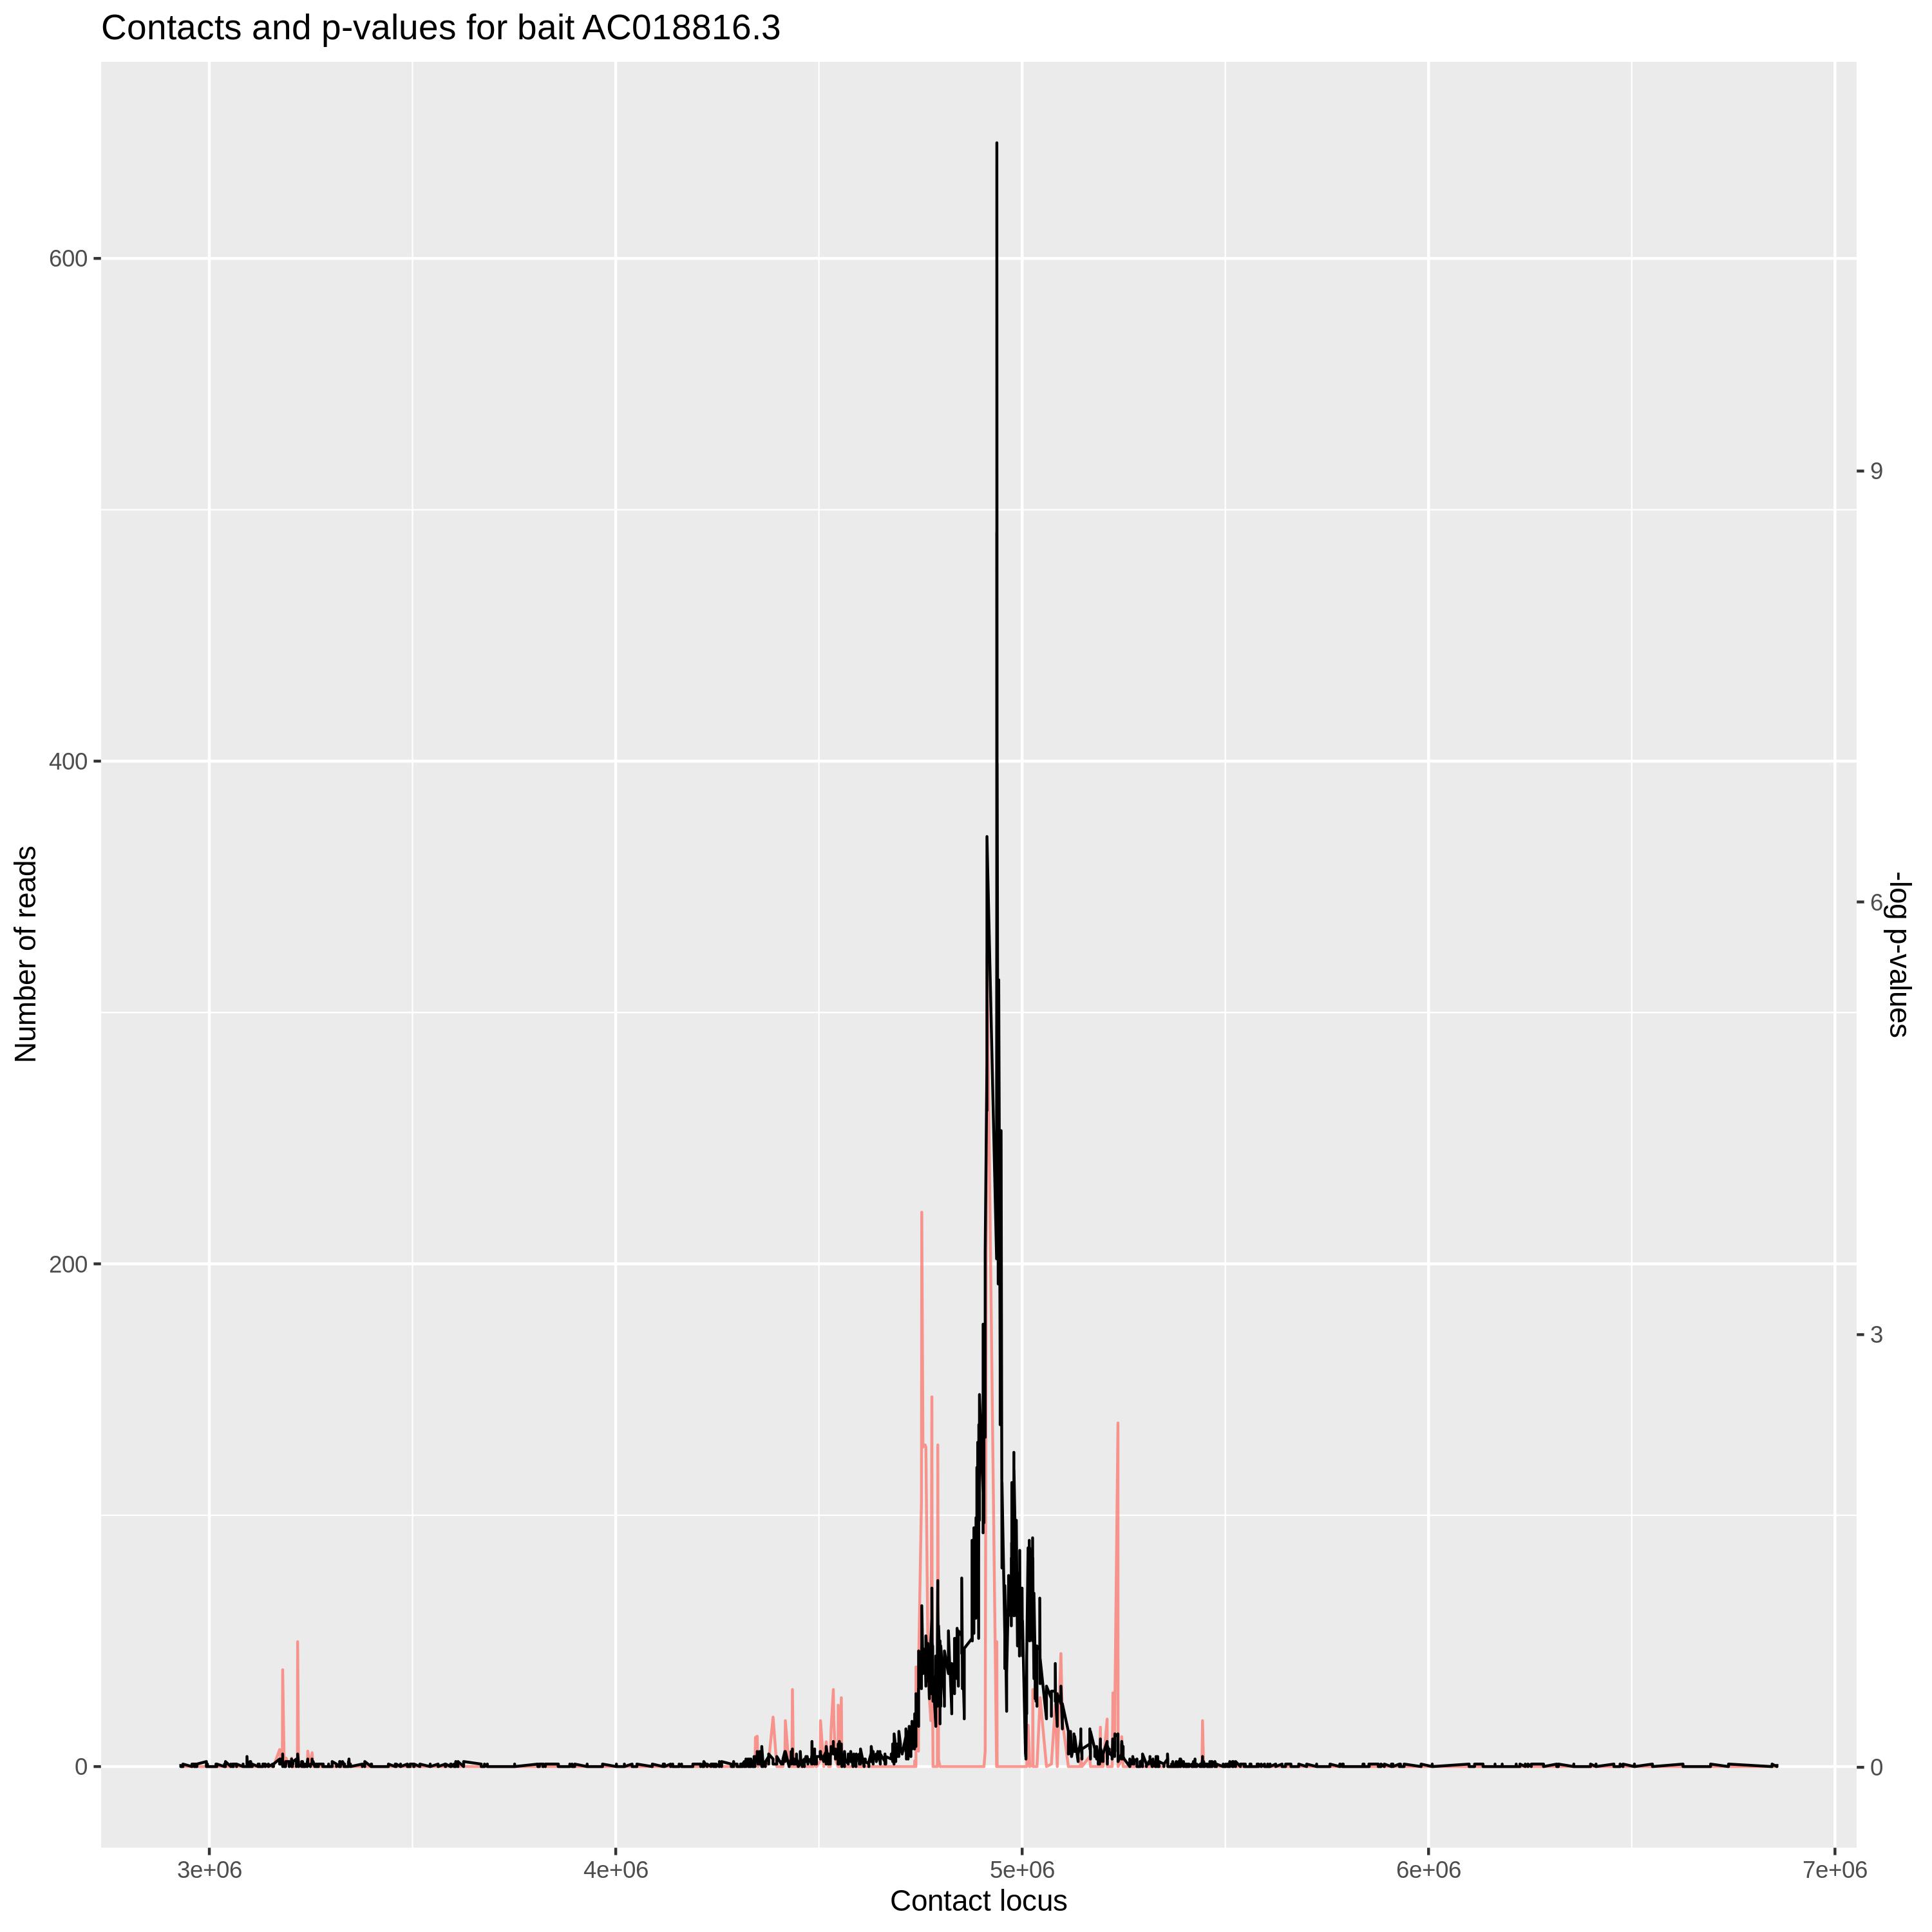 Contacts and p-values for bait AC018816.3
Number of reads
600
400
200
0
9
6
3
0
-log p-values
3e+06 4e+06 5e+06 6e+06 7e+06
Contact locus